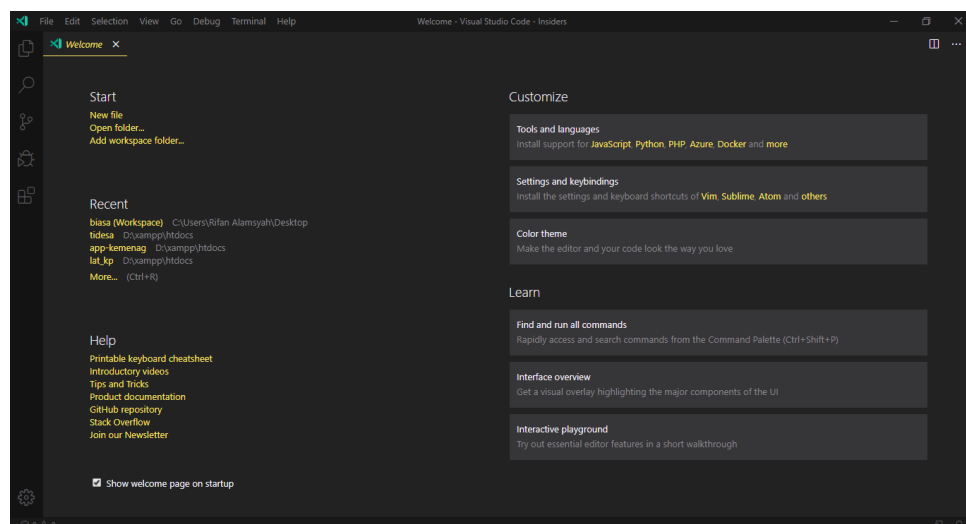 File Edit Selection View Go Debug Terminal Help
Welcome - Visual Studio Code - Insiders
Welcome
Start
New file
Open folder...
Add workspace folder...
Recent
biasa (Workspace) C:\Users\Rifan Alamsyah\Desktop
tidesa D:\xampp\htdocs
app-kemenag D:\xampp\htdocs
lat_kp D:\xampp\htdocs
More... (Ctrl+R)
Help
Printable keyboard cheatsheet
Introductory videos
Tips and Tricks
Product documentation
GitHub repository
Stack Overflow
Join our Newsletter
Show welcome page on startup
Customize
Tools and languages
Install support for JavaScript, Python, PHP, Azure, Docker and more
Settings and keybindings
Install the settings and keyboard shortcuts of Vim, Sublime, Atom and others
Color theme
Make the editor and your code look the way you love
Learn
Find and run all commands
Rapidly access and search commands from the Command Palette (Ctrl+Shift+P)
Interface overview
Get a visual overlay highlighting the major components of the UI
Interactive playground
Try out essential editor features in a short walkthrough